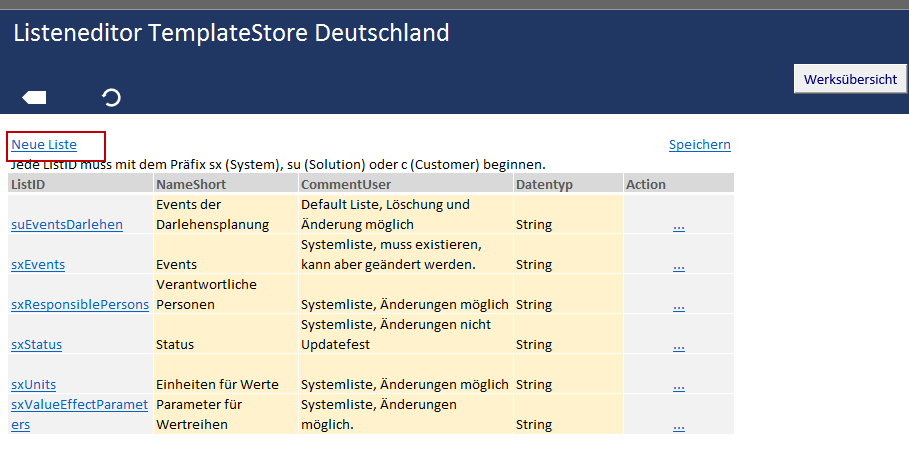 Listeneditor TemplateStore Deutschland
Werksübersicht
Neue Liste Speichern
Jede ListID muss mit dem Präfix sx (System), su (Solution) oder c (Customer) beginnen.
ListID NameShort CommentUser Datentyp Action
Events der Default Liste, Löschung und
suEventsDarlehen Darlehensplanung Änderung möglich String ...
Systemliste, muss existieren,
sxEvents Events kann aber geändert werden. String ...
Verantwortliche
sxResponsiblePersons Personen Systemliste, Änderungen möglich String ...
Systemliste, Änderungen nicht
sxStatus Status Updatefest String ...
sxUnits Einheiten für Werte Systemliste, Änderungen möglich String ...
sxValueEffectParamet Parameter für Systemliste, Änderungen
ers Wertreihen möglich. String ...